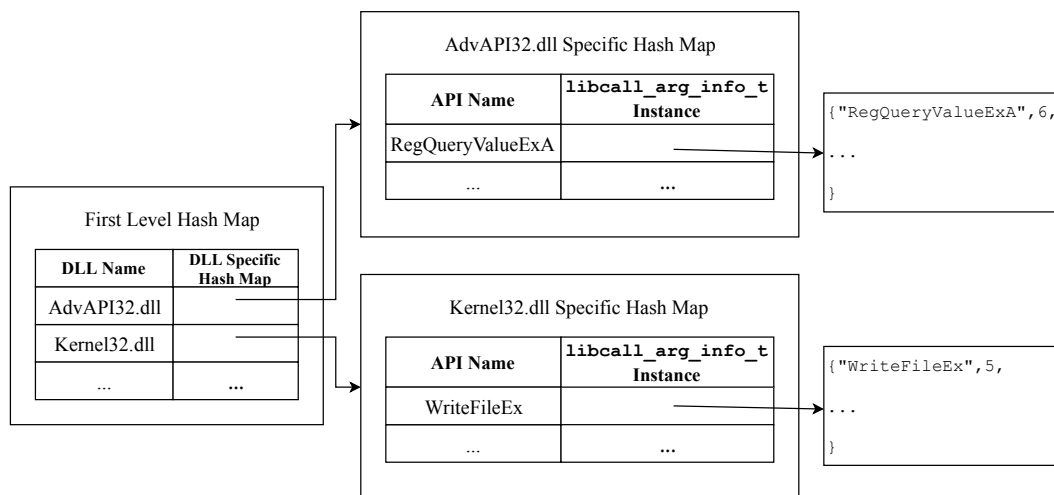 AdvAPI32.dll Specific Hash Map
API Name
libcall_arg_info_t
Instance
RegQueryValueExA
...
...
{"RegQueryValueExA",6,
...
}
First Level Hash Map
DLL Name
DLL Specific
Hash Map
AdvAPI32.dll
Kernel32.dll
...
...
Kernel32.dll Specific Hash Map
API Name
libcall_arg_info_t
Instance
WriteFileEx
...
...
{"WriteFileEx",5,
...
}